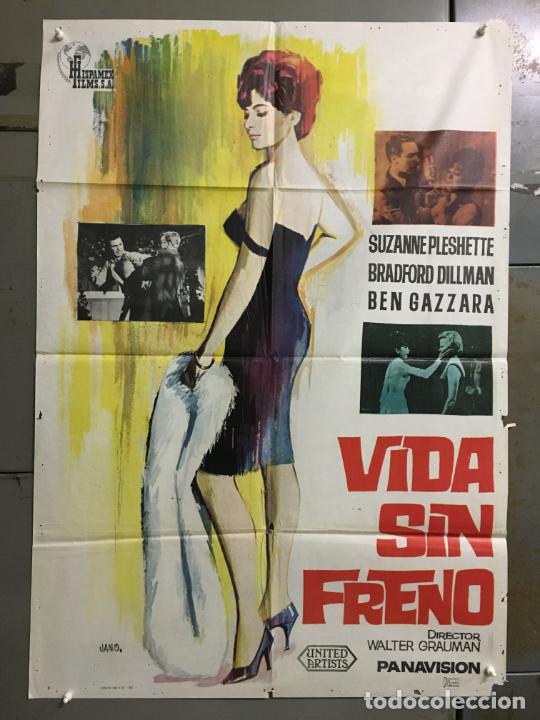 HISPAMEX
FILMS, S.A.
SUZANNE PLESHETTE
BRADFORD DILLMAN
BEN GAZZARA
VIDA
SIN
FRENO
DIRECTOR
WALTER GRAUMAN
UNITED
ARTISTS
PANAVISION
JANO.
todocoleccion.net